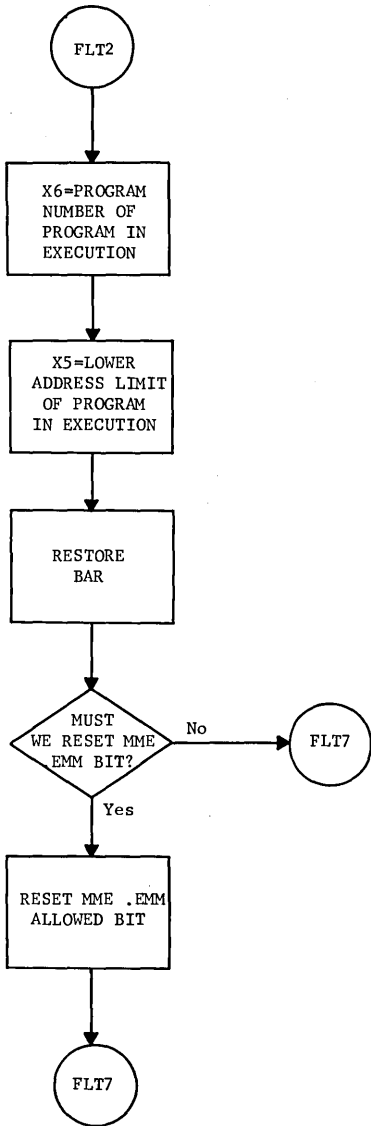 FLT2
X6=PROGRAM
NUMBER OF
PROGRAM IN
EXECUTION
X5=LOWER
ADDRESS LIMIT
OF PROGRAM
IN EXECUTION
RESTORE
BAR
MUST
WE RESET MME
.EMM BIT?
No
FLT7
Yes
RESET MME .EMM
ALLOWED BIT
FLT7